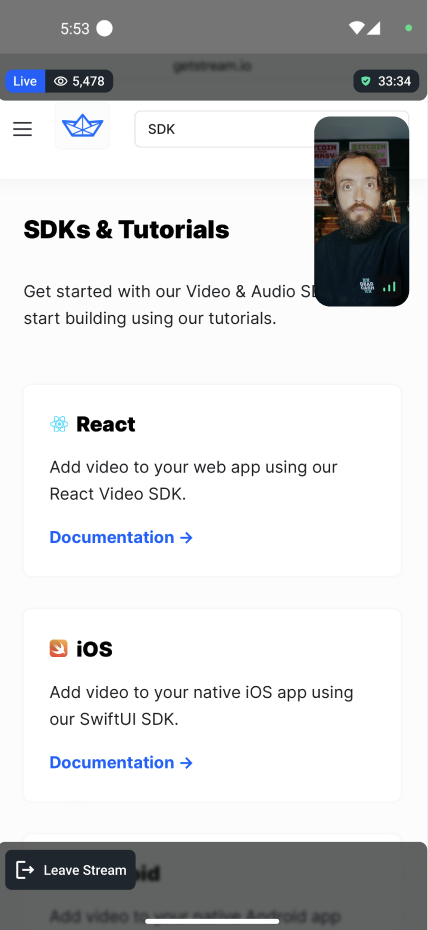 5:53
getstream.io
Live
5,478
33:34
SDK
SDKs & Tutorials
Get started with our Video & Audio
start building using our tutorials.
React
Add video to your web app using our
React Video SDK.
Documentation →
iOS
Add video to your native iOS app using
our SwiftUI SDK.
Documentation →
Leave Stream
Add video to your native Android app